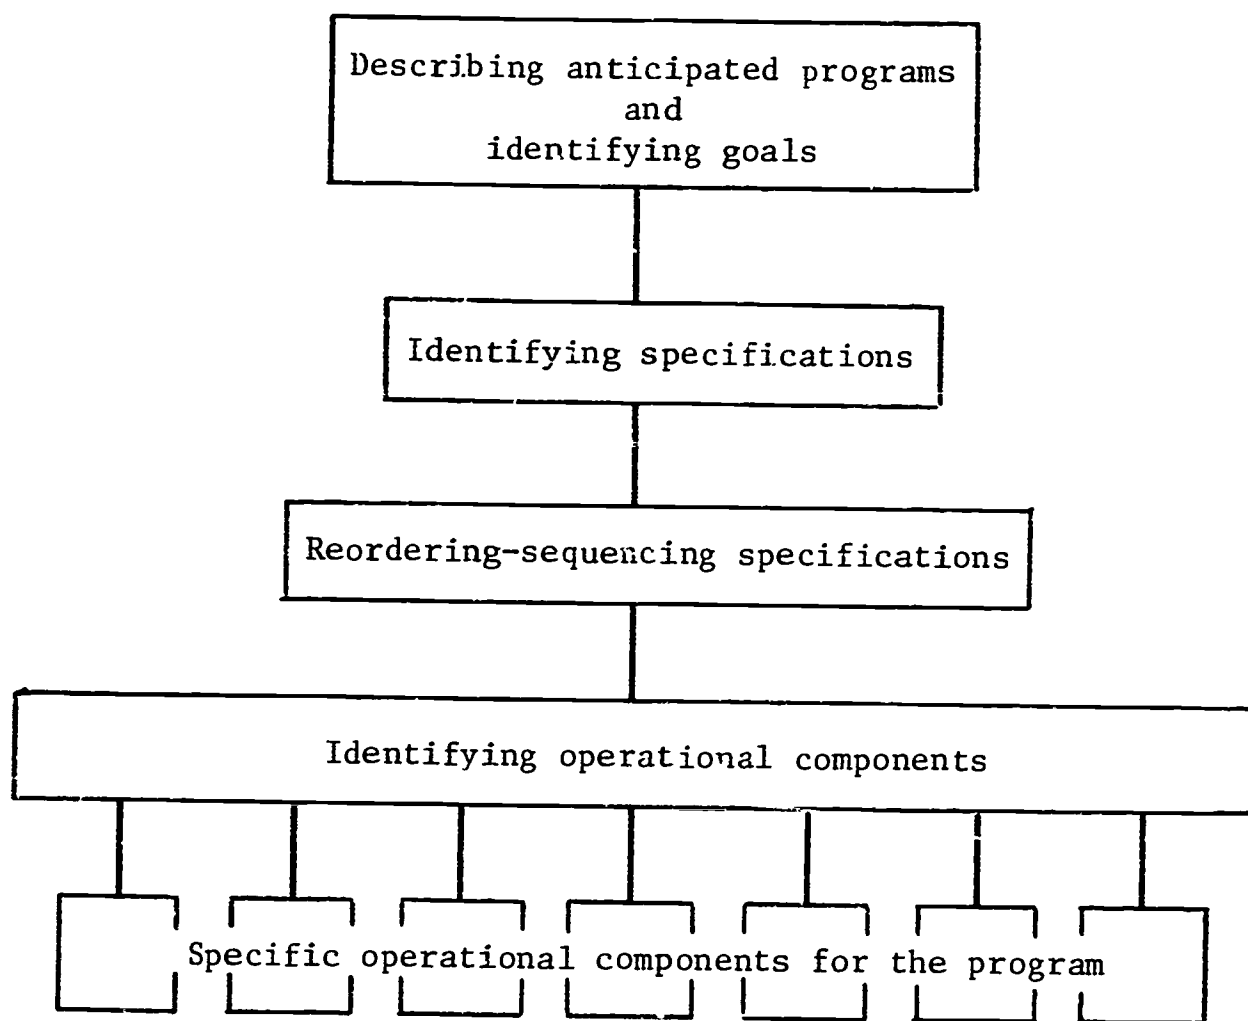 Describing anticipated programs
and
identifying goals
Identifying specifications
Reordering-sequencing specifications
Identifying operational components
Specific operational components for the program